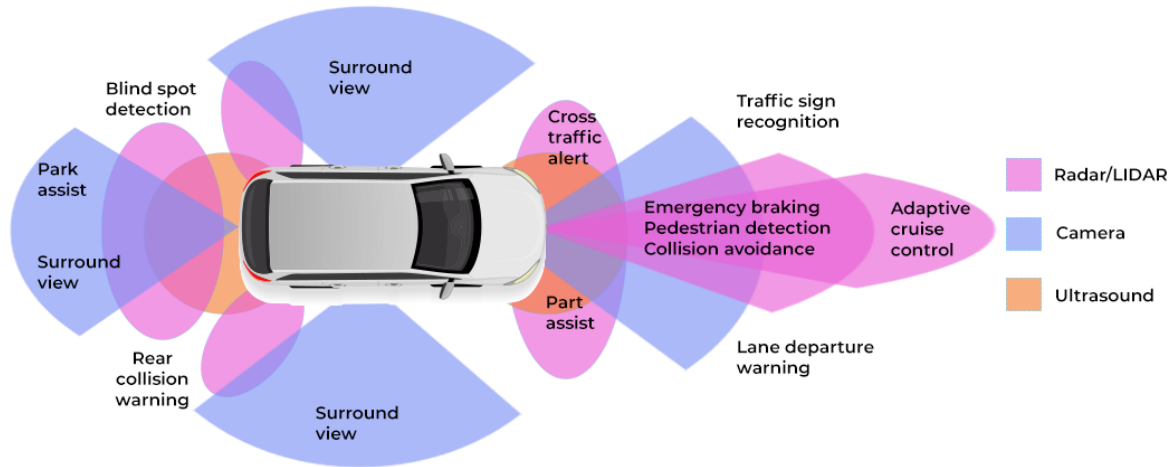 Surround
view
Blind spot
detection
Traffic sign
recognition
Cross
traffic
alert
Park
assist
Radar/LIDAR
Emergency braking
Pedestrian detection
Collision avoidance
Adaptive
cruise
control
Camera
Surround
view
Ultrasound
Part
assist
Rear
collision
warning
Lane departure
warning
Surround
view